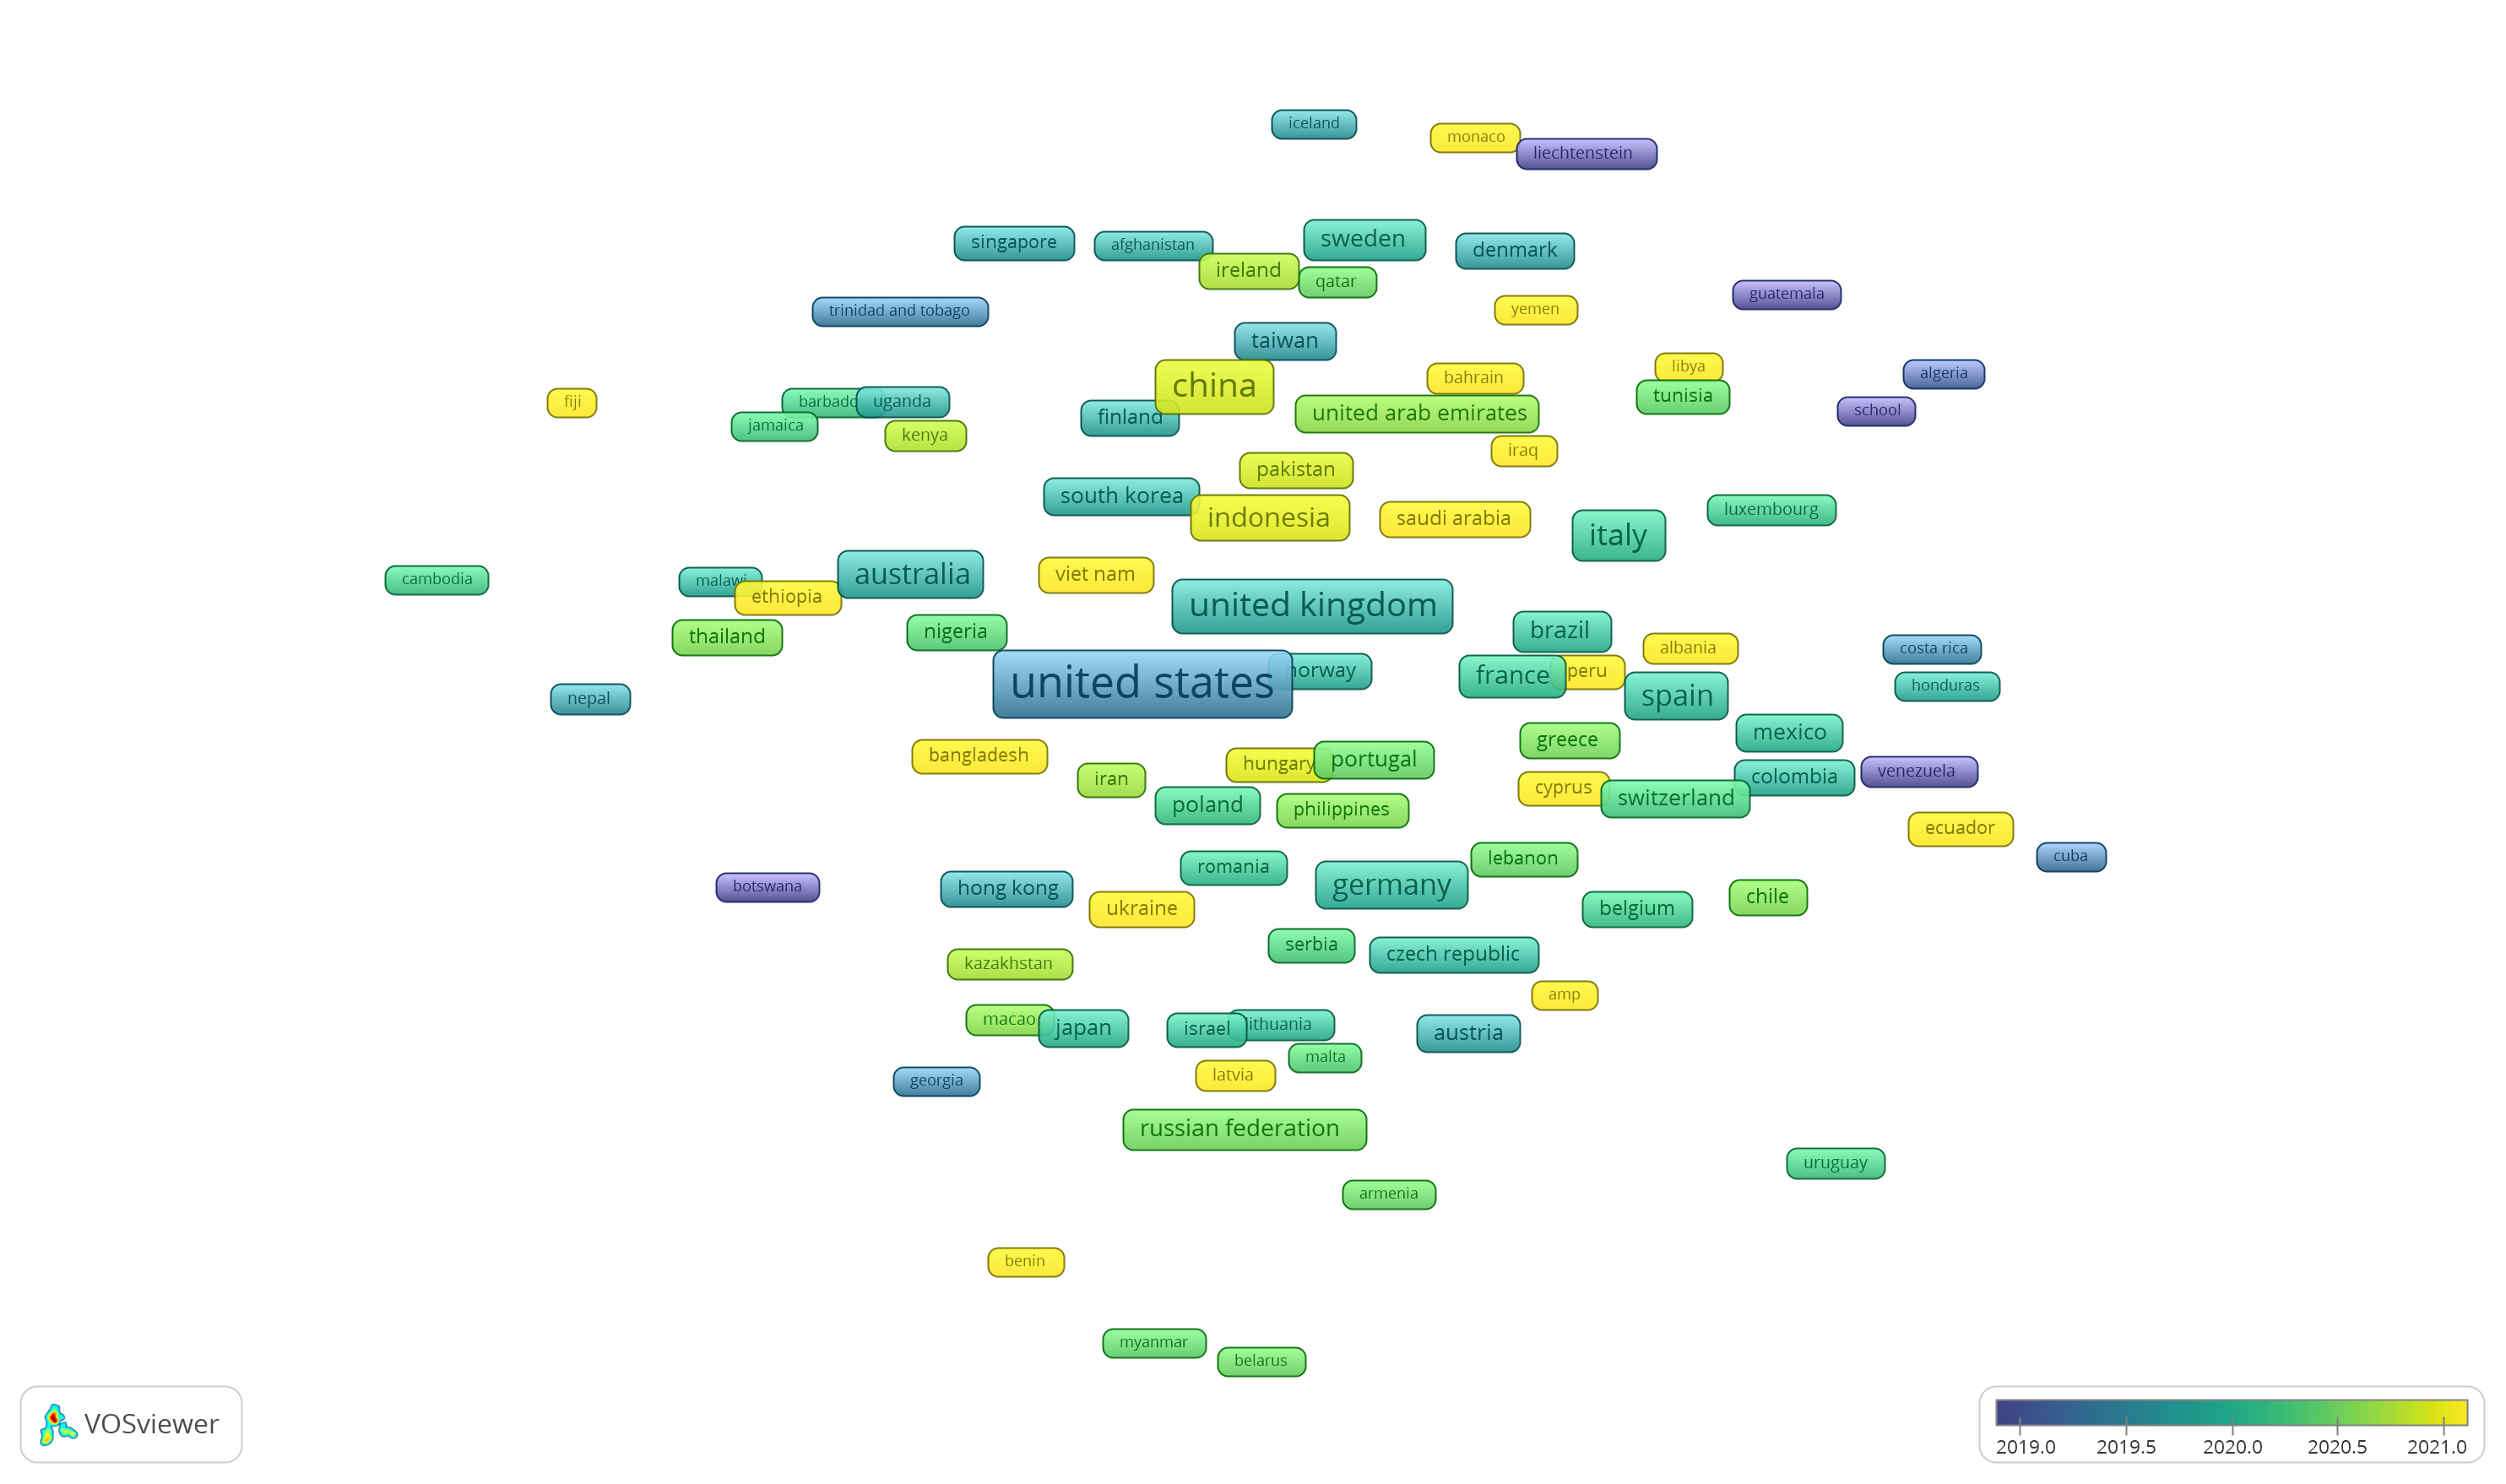 iceland
monaco
liechtenstein
singapore
afghanistan
sweden
denmark
ireland
qatar
guatemala
trinidad and tobago
yemen
taiwan
china
libya
algeria
bahrain
tunisia
fiji
barbados
uganda
school
jamaica
kenya
finland
united arab emirates
iraq
pakistan
south korea
indonesia
saudi arabia
luxembourg
italy
cambodia
malawi
ethiopia
australia
viet nam
united kingdom
thailand
nigeria
brazil
albania
costa rica
united states
norway
france
peru
spain
honduras
nepal
mexico
bangladesh
hungary
portugal
greece
iran
colombia
venezuela
cyprus
switzerland
poland
philippines
ecuador
romania
lebanon
cuba
botswana
hong kong
germany
ukraine
belgium
chile
serbia
czech republic
kazakhstan
amp
macao
japan
israel
lithuania
austria
malta
georgia
latvia
russian federation
uruguay
armenia
benin
myanmar
belarus
VOSviewer
2019.0 2019.5 2020.0 2020.5 2021.0